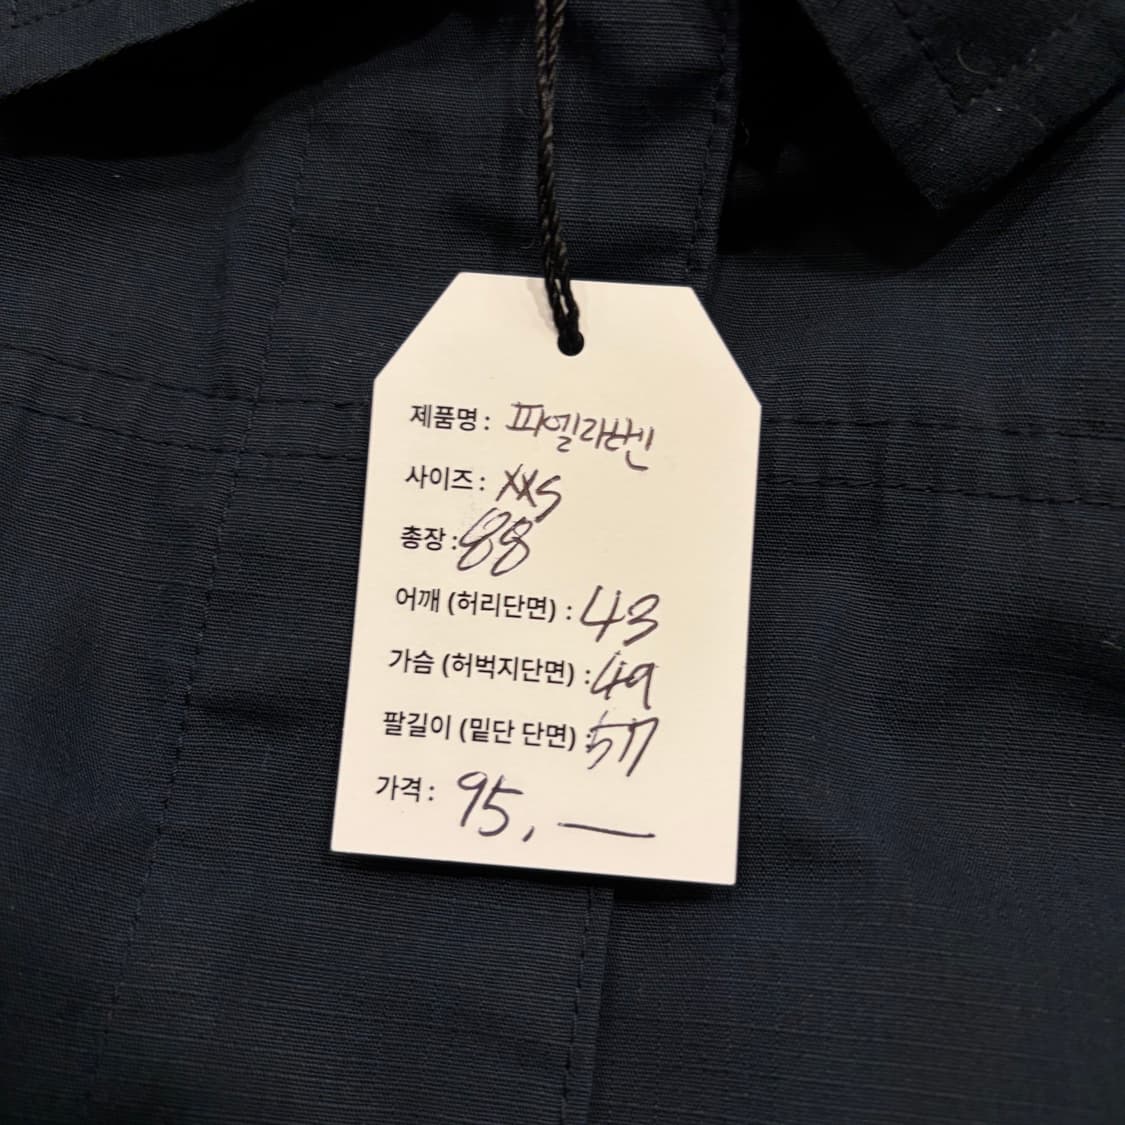 제품명 : 피엘라벤
사이즈 : XXS
총장 : 88
어깨 (허리단면) : 43
가슴 (허벅지단면) : 49
팔길이 (밑단 단면) : 57
가격 : 95,—